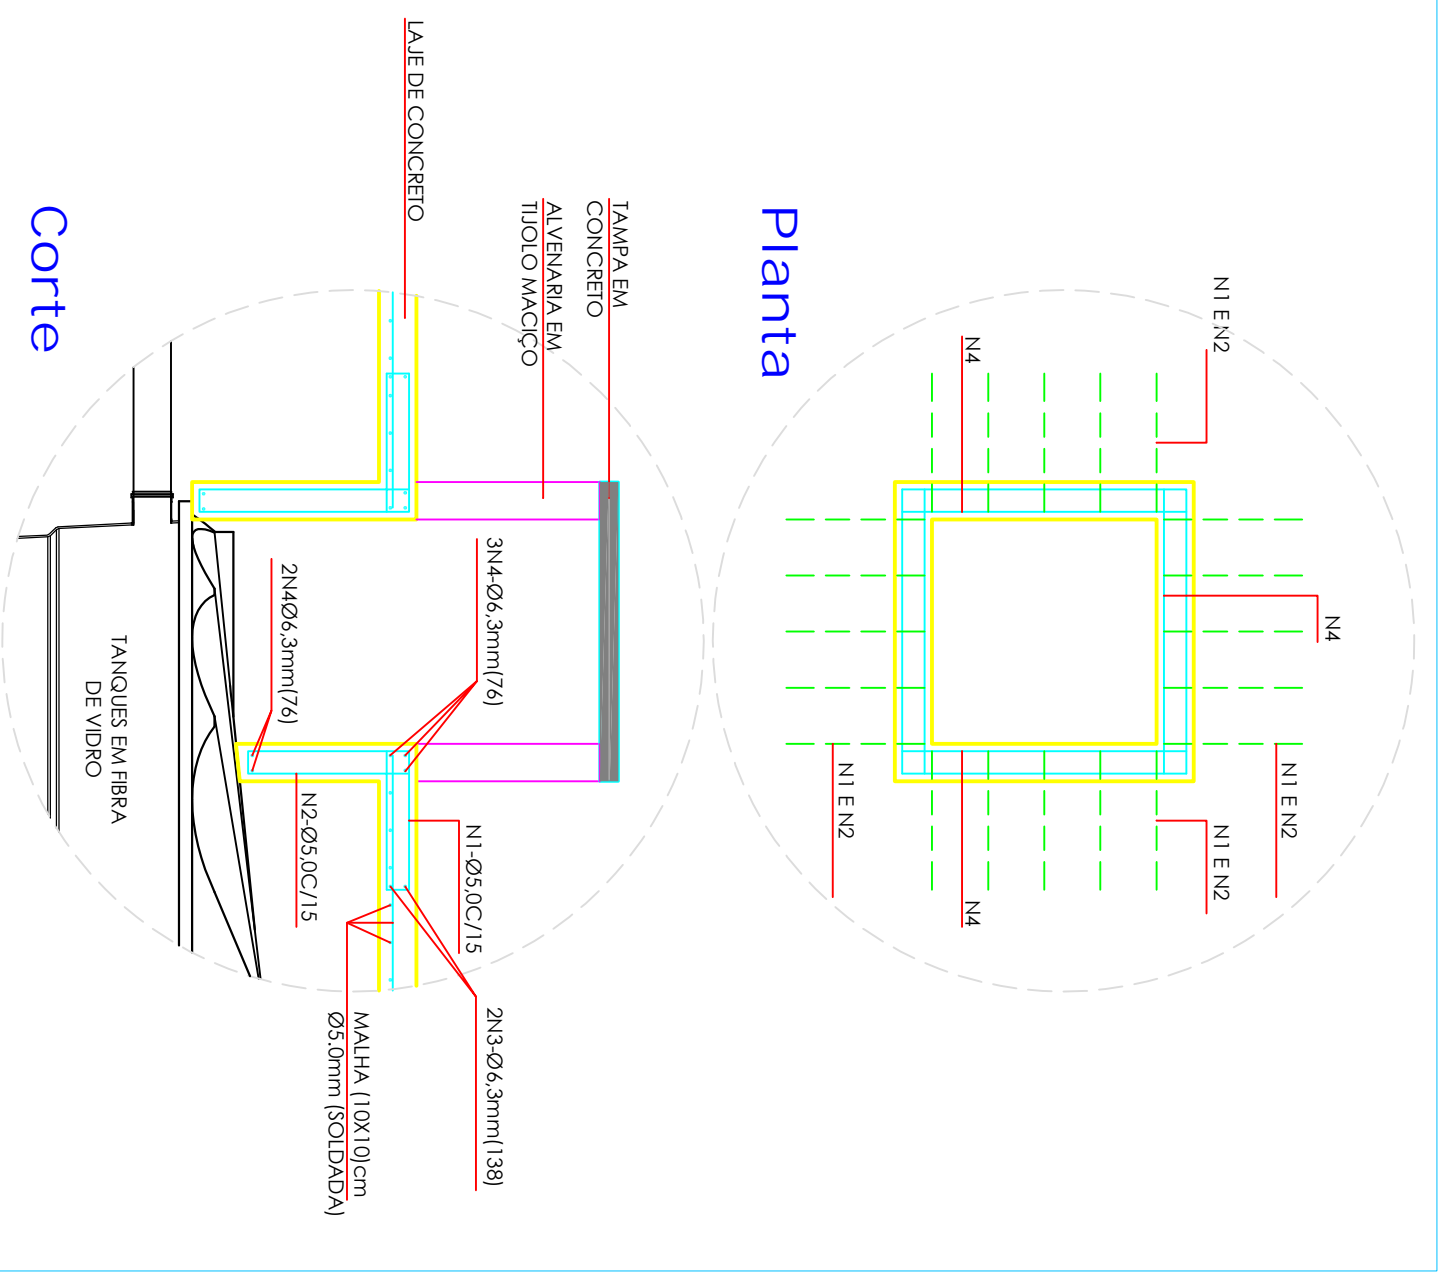 Planta
N1 E N2
N4
N4
N1 E N2
N1 E N2
N1 E N2
N4
Corte
TAMPA EM
CONCRETO
ALVENARIA EM
TIJOLO MACIÇO
LAJE DE CONCRETO
3N4-Ø6,3mm(76)
2N4Ø6,3mm(76)
N1-Ø5,0C/15
N2-Ø5,0C/15
2N3-Ø6,3mm(138)
MALHA (10X10)cm
Ø5.0mm (SOLDADA)
TANQUES EM FIBRA
DE VIDRO